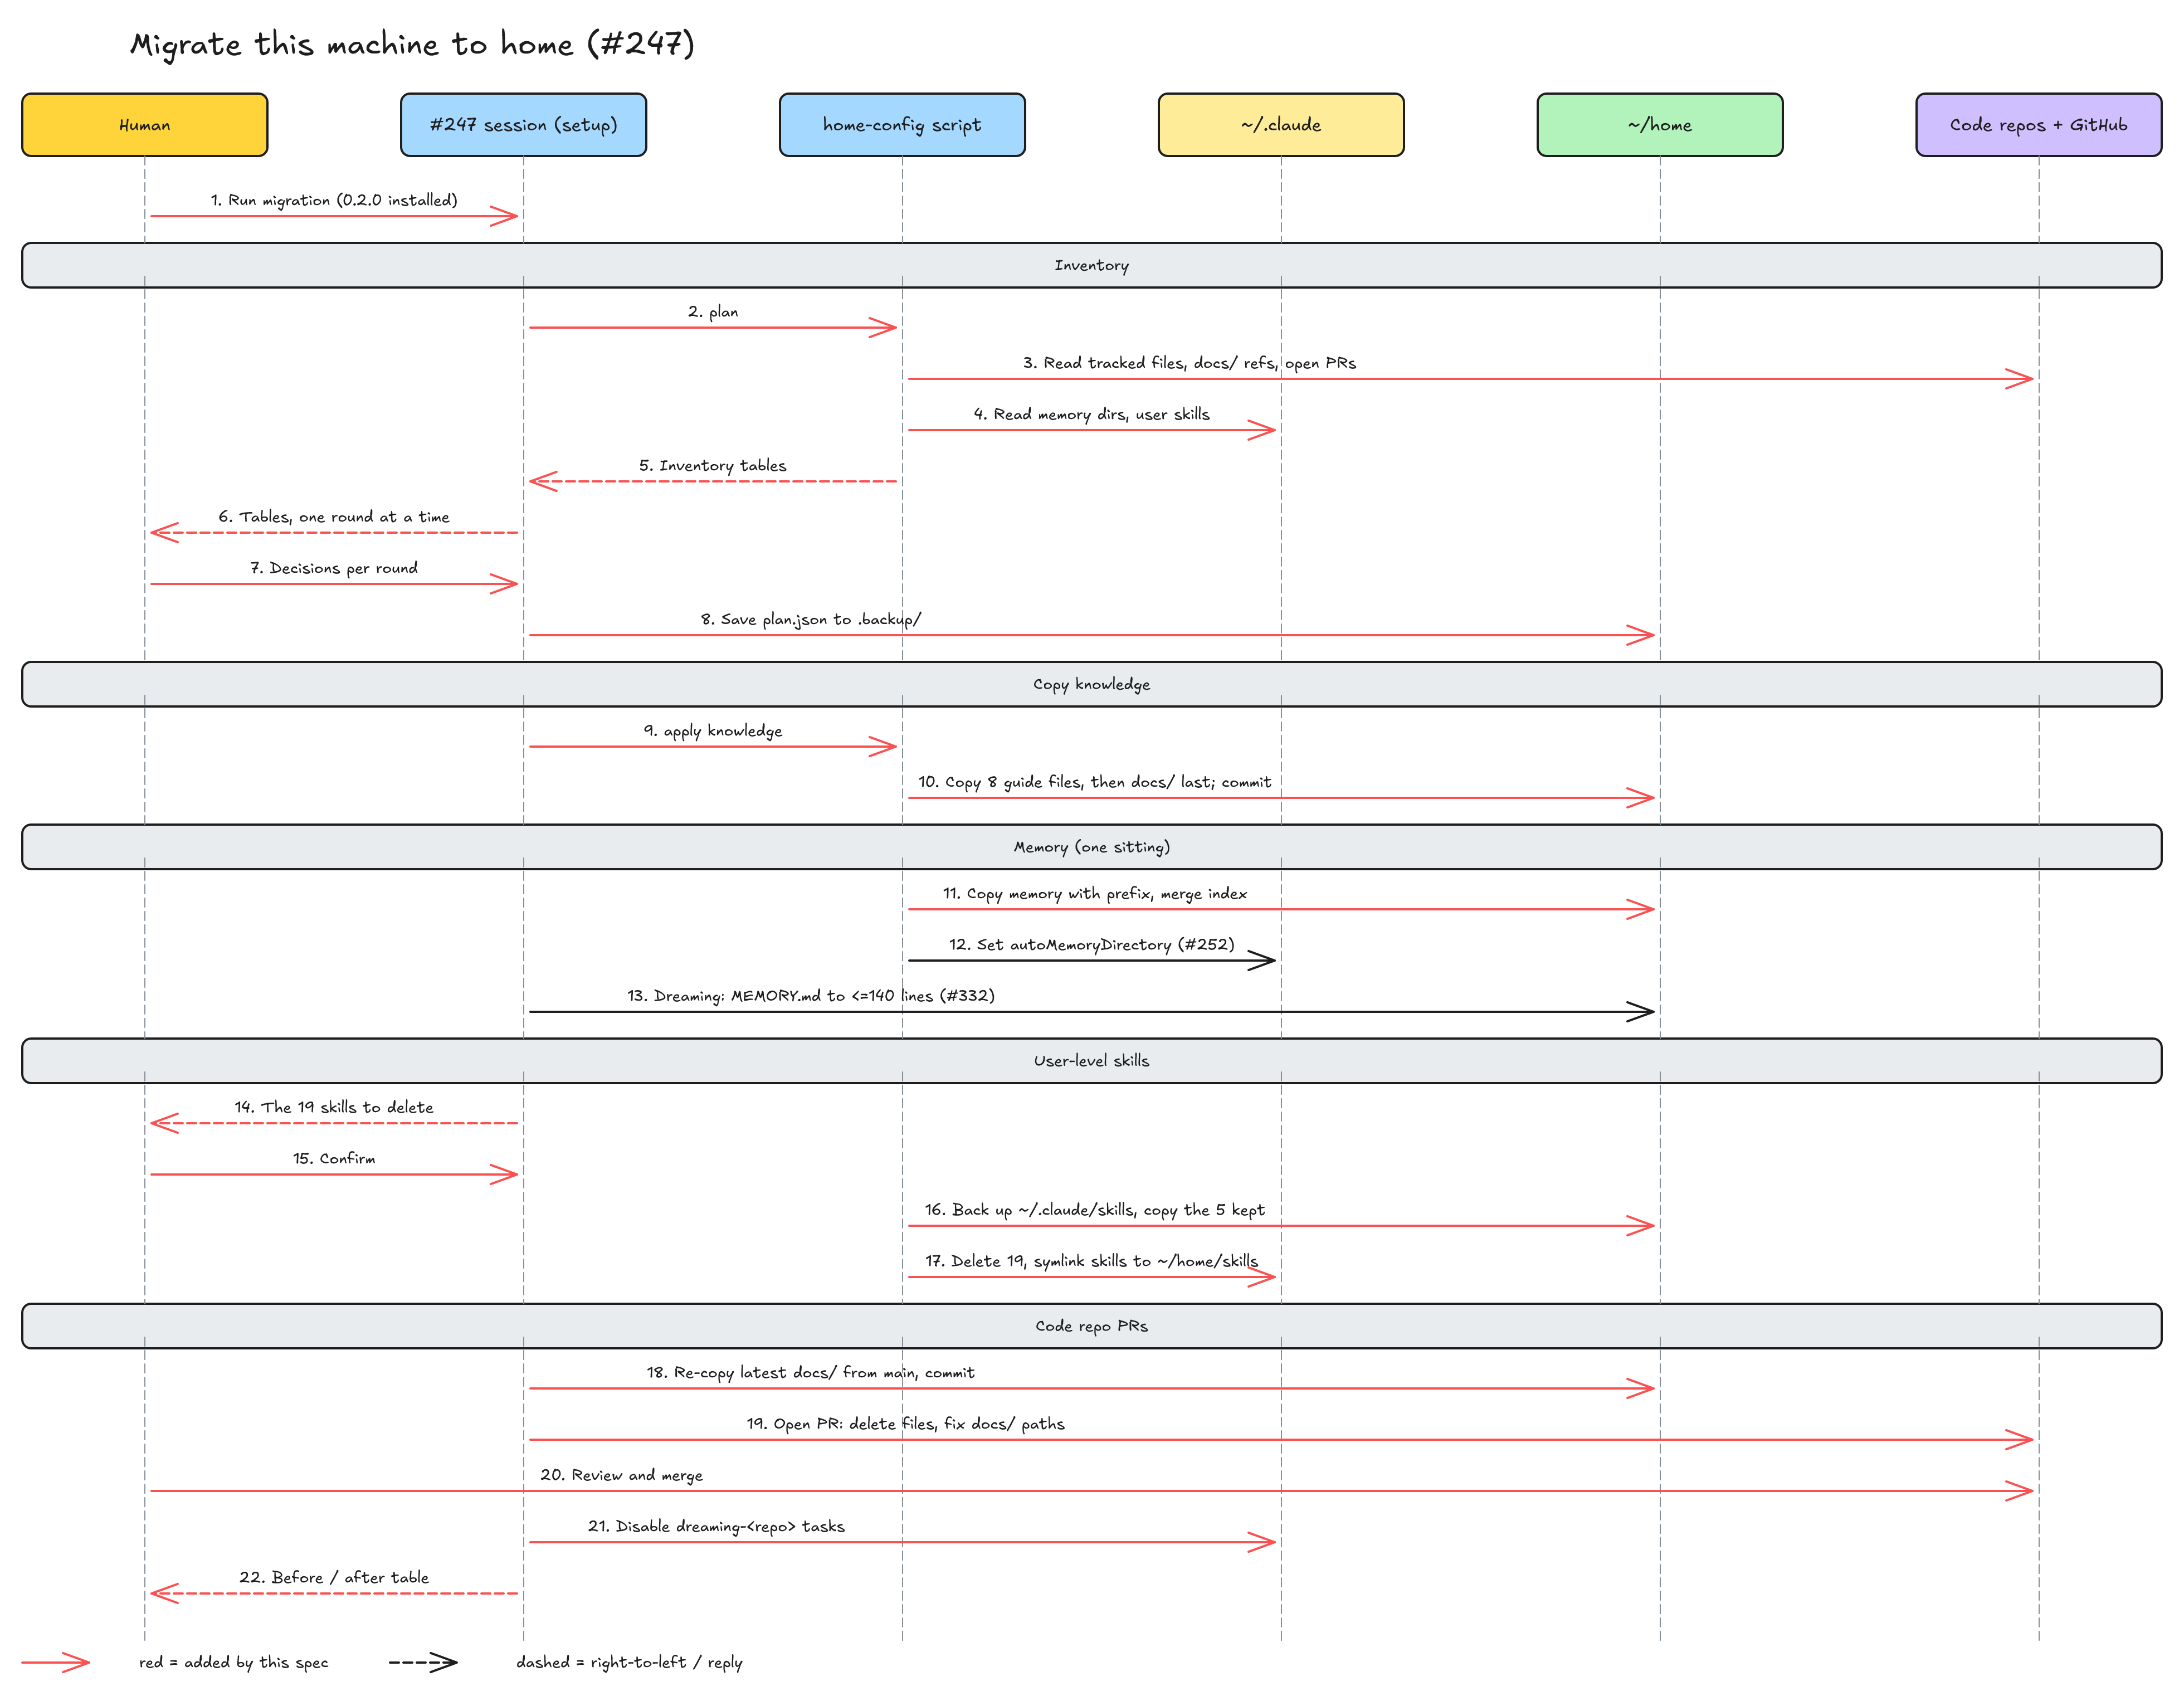 Migrate this machine to home (#247)
Human
#247 session (setup)
home-config script
~/.claude
~/home
Code repos + GitHub
1. Run migration (0.2.0 installed)
Inventory
2. plan
3. Read tracked files, docs/ refs, open PRs
4. Read memory dirs, user skills
5. Inventory tables
6. Tables, one round at a time
7. Decisions per round
8. Save plan.json to .backup/
Copy knowledge
9. apply knowledge
10. Copy 8 guide files, then docs/ last; commit
Memory (one sitting)
11. Copy memory with prefix, merge index
12. Set autoMemoryDirectory (#252)
13. Dreaming: MEMORY.md to <=140 lines (#332)
User-level skills
14. The 19 skills to delete
15. Confirm
16. Back up ~/.claude/skills, copy the 5 kept
17. Delete 19, symlink skills to ~/home/skills
Code repo PRs
18. Re-copy latest docs/ from main, commit
19. Open PR: delete files, fix docs/ paths
20. Review and merge
21. Disable dreaming-<repo> tasks
22. Before / after table
red = added by this spec
dashed = right-to-left / reply